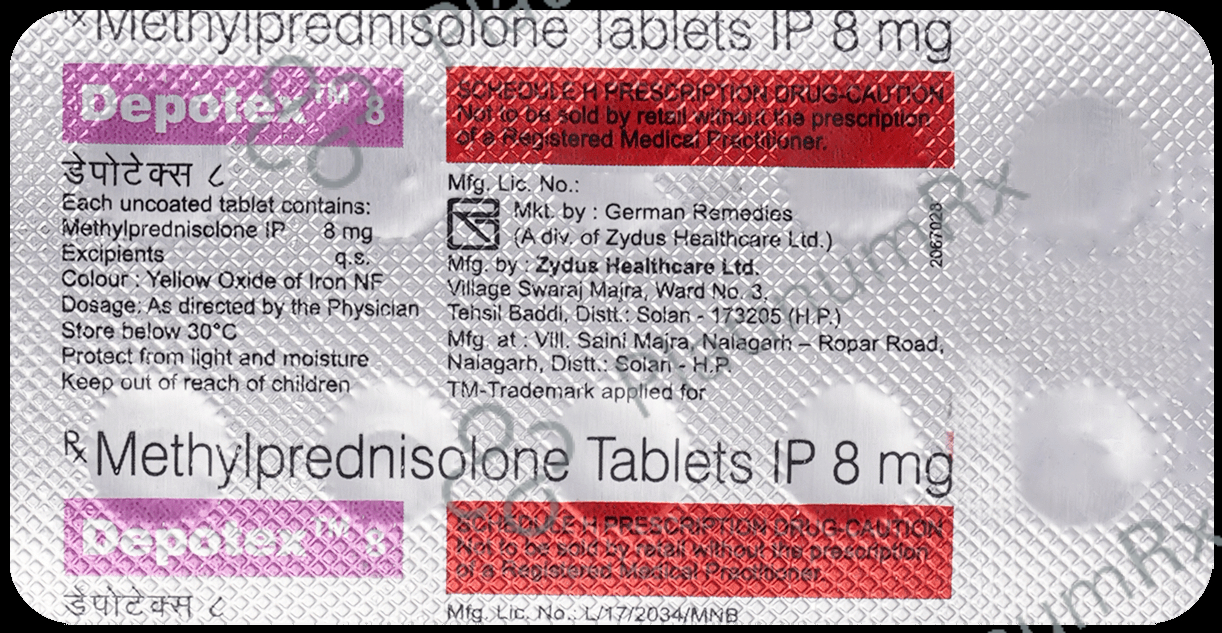 Rx Methylprednisolone Tablets IP 8 mg
Depotex™ 8
डेपोटेक्स ८
Each uncoated tablet contains:
Methylprednisolone IP 8 mg
Excipients q.s.
Colour : Yellow Oxide of Iron NF
Dosage: As directed by the Physician
Store below 30°C
Protect from light and moisture
Keep out of reach of children
SCHEDULE H PRESCRIPTION DRUG-CAUTION
Not to be sold by retail without the prescription
of a Registered Medical Practitioner.
Mfg. Lic. No.:
Mkt. by : German Remedies
(A div. of Zydus Healthcare Ltd.)
Mfg. by : Zydus Healthcare Ltd.
Village Swaraj Majra, Ward No. 3,
Tehsil Baddi, Distt.: Solan - 173205 (H.P.)
Mfg. at : Vill. Saini Majra, Nalagarh – Ropar Road,
Nalagarh, Distt.: Solan - H.P.
TM-Trademark applied for
2067028
Rx Methylprednisolone Tablets IP 8 mg
Depotex™ 8
डेपोटेक्स ८
SCHEDULE H PRESCRIPTION DRUG-CAUTION
Not to be sold by retail without the prescription
of a Registered Medical Practitioner
Mfg. Lic. No.: L/17/2034/MNB